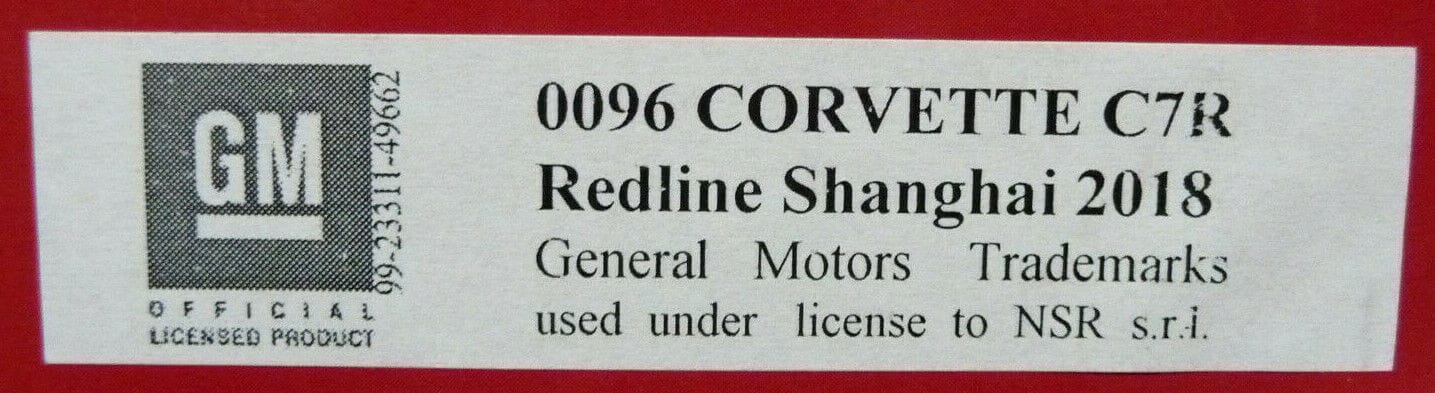 GM
OFFICIAL
LICENSED PRODUCT
99-23311-49662
0096 CORVETTE C7R
Redline Shanghai 2018
General Motors Trademarks
used under license to NSR s.r.i.